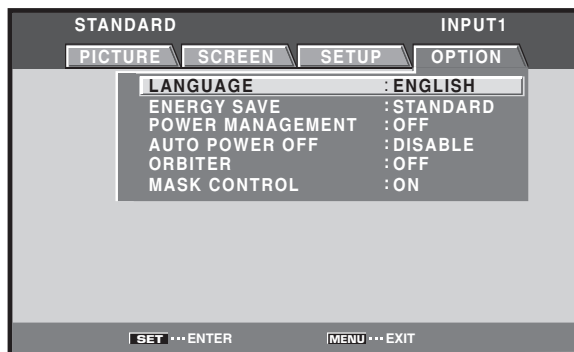 STANDARD INPUT1
PICTURE SCREEN SETUP OPTION
LANGUAGE :ENGLISH
ENERGY SAVE :STANDARD
POWER MANAGEMENT :OFF
AUTO POWER OFF :DISABLE
ORBITER :OFF
MASK CONTROL :ON
SET ···ENTER MENU ···EXIT